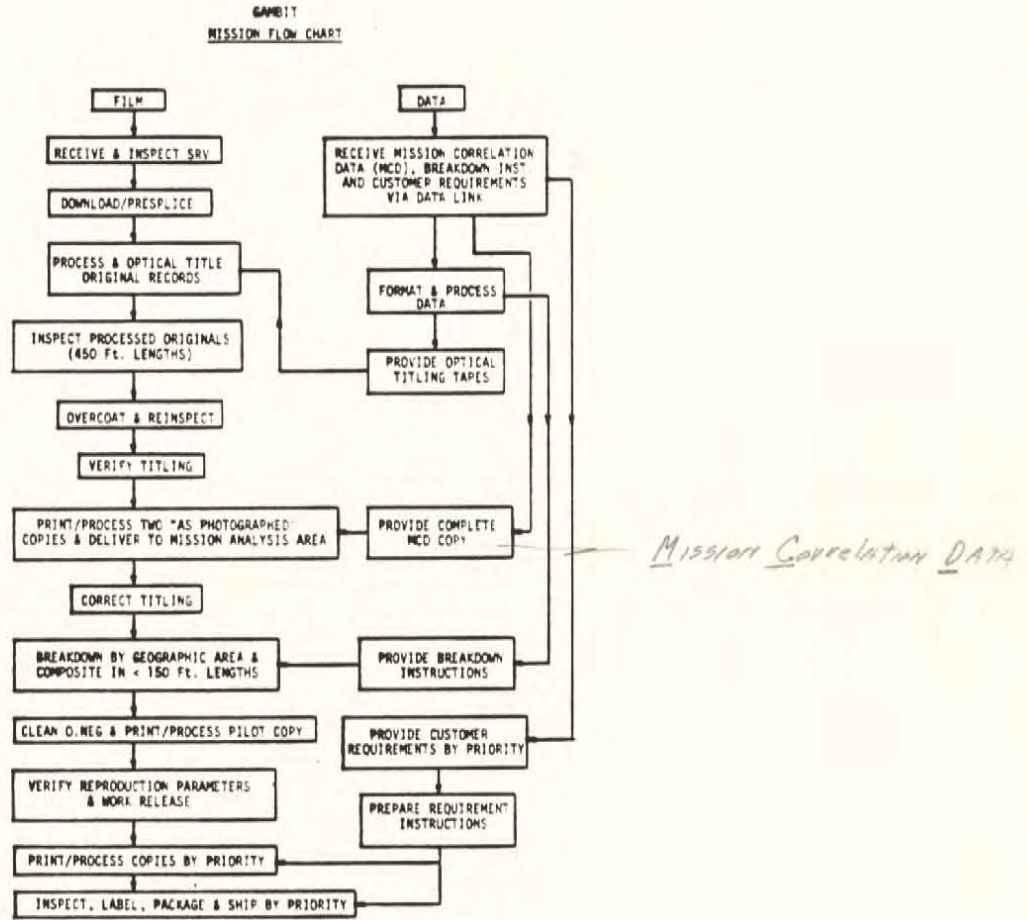 GAMBIT
MISSION FLOW CHART
FILM
RECEIVE & INSPECT SRV
DOWNLOAD/PRESPLICE
PROCESS & OPTICAL TITLE
ORIGINAL RECORDS
INSPECT PROCESSED ORIGINALS
(450 Ft. LENGTHS)
OVERCOAT & REINSPECT
VERIFY TITLING
PRINT/PROCESS TWO "AS PHOTOGRAPHED"
COPIES & DELIVER TO MISSION ANALYSIS AREA
CORRECT TITLING
BREAKDOWN BY GEOGRAPHIC AREA &
COMPOSITE IN < 150 Ft. LENGTHS
CLEAN O.NEG & PRINT/PROCESS PILOT COPY
VERIFY REPRODUCTION PARAMETERS
& WORK RELEASE
PRINT/PROCESS COPIES BY PRIORITY
INSPECT, LABEL, PACKAGE & SHIP BY PRIORITY
DATA
RECEIVE MISSION CORRELATION
DATA (MCD), BREAKDOWN INST.
AND CUSTOMER REQUIREMENTS
VIA DATA LINK
FORMAT & PROCESS
DATA
PROVIDE OPTICAL
TITLING TAPES
PROVIDE COMPLETE
MCD COPY
Mission Correlation Data
PROVIDE BREAKDOWN
INSTRUCTIONS
PROVIDE CUSTOMER
REQUIREMENTS BY PRIORITY
PREPARE REQUIREMENT
INSTRUCTIONS